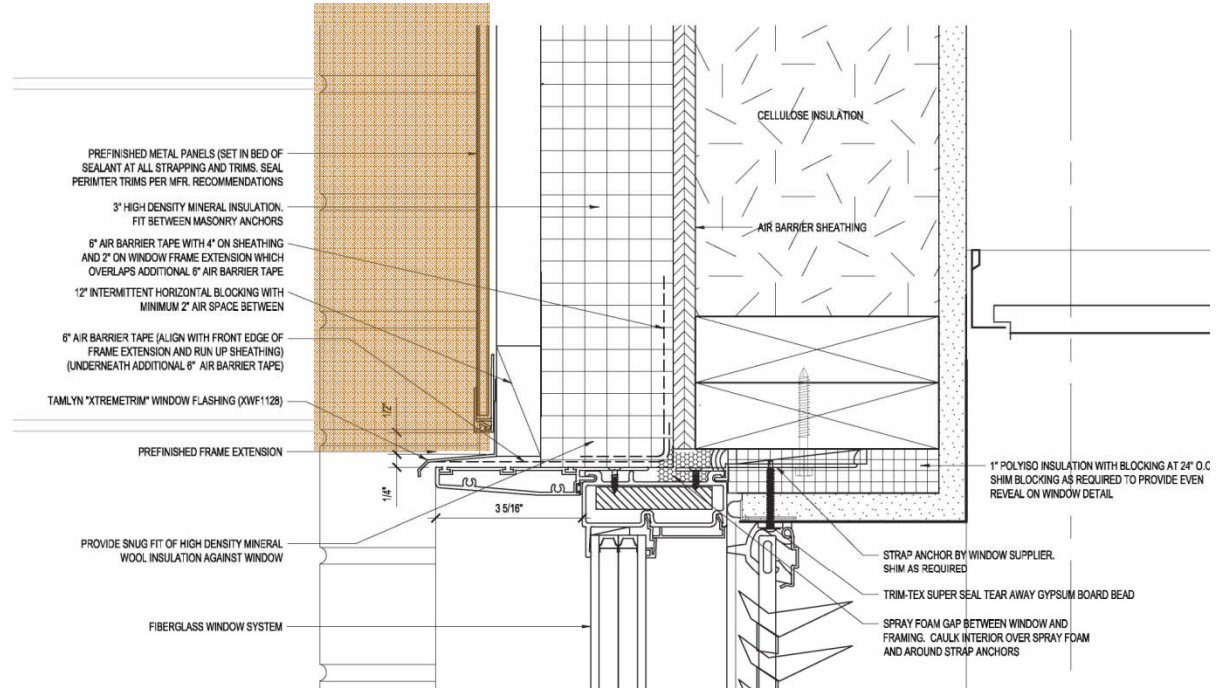 PREFINISHED METAL PANELS (SET IN BED OF
SEALANT AT ALL STRAPPING AND TRIMS. SEAL
PERIMTER TRIMS PER MFR. RECOMMENDATIONS
3" HIGH DENSITY MINERAL INSULATION.
FIT BETWEEN MASONRY ANCHORS
6" AIR BARRIER TAPE WITH 4" ON SHEATHING
AND 2" ON WINDOW FRAME EXTENSION WHICH
OVERLAPS ADDITIONAL 6" AIR BARRIER TAPE
12" INTERMITTENT HORIZONTAL BLOCKING WITH
MINIMUM 2" AIR SPACE BETWEEN
6" AIR BARRIER TAPE (ALIGN WITH FRONT EDGE OF
FRAME EXTENSION AND RUN UP SHEATHING)
(UNDERNEATH ADDITIONAL 6" AIR BARRIER TAPE)
TAMLYN "XTREMETRIM" WINDOW FLASHING (XWF1128)
PREFINISHED FRAME EXTENSION
1/2"
1/4"
3 5/16"
PROVIDE SNUG FIT OF HIGH DENSITY MINERAL
WOOL INSULATION AGAINST WINDOW
FIBERGLASS WINDOW SYSTEM
CELLULOSE INSULATION
AIR BARRIER SHEATHING
1" POLYISO INSULATION WITH BLOCKING AT 24" O.C
SHIM BLOCKING AS REQUIRED TO PROVIDE EVEN
REVEAL ON WINDOW DETAIL
STRAP ANCHOR BY WINDOW SUPPLIER.
SHIM AS REQUIRED
TRIM-TEX SUPER SEAL TEAR AWAY GYPSUM BOARD BEAD
SPRAY FOAM GAP BETWEEN WINDOW AND
FRAMING. CAULK INTERIOR OVER SPRAY FOAM
AND AROUND STRAP ANCHORS